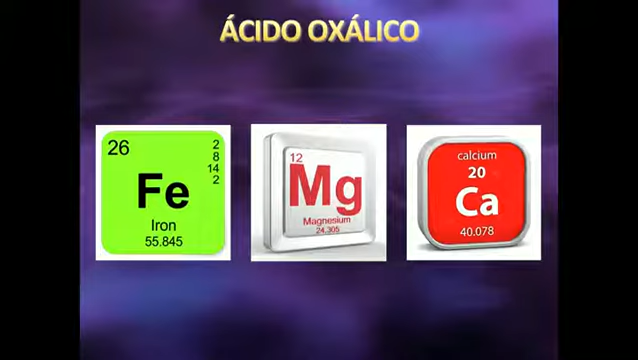 ÁCIDO OXÁLICO
26
2
8
14
2
Fe
Iron
55.845
12
Mg
Magnesium
24,305
calcium
20
Ca
40.078